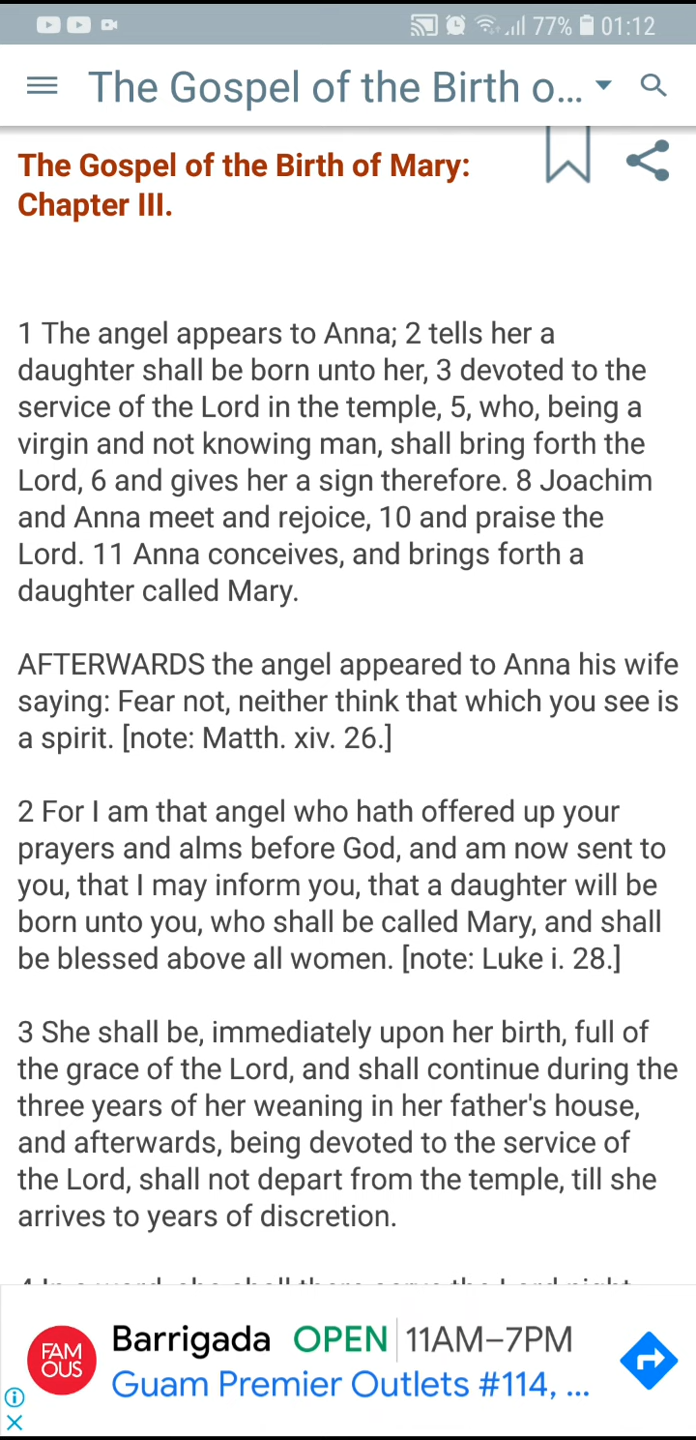 77% 01:12
The Gospel of the Birth o...
The Gospel of the Birth of Mary:
Chapter III.
1 The angel appears to Anna; 2 tells her a
daughter shall be born unto her, 3 devoted to the
service of the Lord in the temple, 5, who, being a
virgin and not knowing man, shall bring forth the
Lord, 6 and gives her a sign therefore. 8 Joachim
and Anna meet and rejoice, 10 and praise the
Lord. 11 Anna conceives, and brings forth a
daughter called Mary.
AFTERWARDS the angel appeared to Anna his wife
saying: Fear not, neither think that which you see is
a spirit. [note: Matth. xiv. 26.]
2 For I am that angel who hath offered up your
prayers and alms before God, and am now sent to
you, that I may inform you, that a daughter will be
born unto you, who shall be called Mary, and shall
be blessed above all women. [note: Luke i. 28.]
3 She shall be, immediately upon her birth, full of
the grace of the Lord, and shall continue during the
three years of her weaning in her father's house,
and afterwards, being devoted to the service of
the Lord, shall not depart from the temple, till she
arrives to years of discretion.
FAM
OUS
Barrigada OPEN 11AM–7PM
Guam Premier Outlets #114, ...